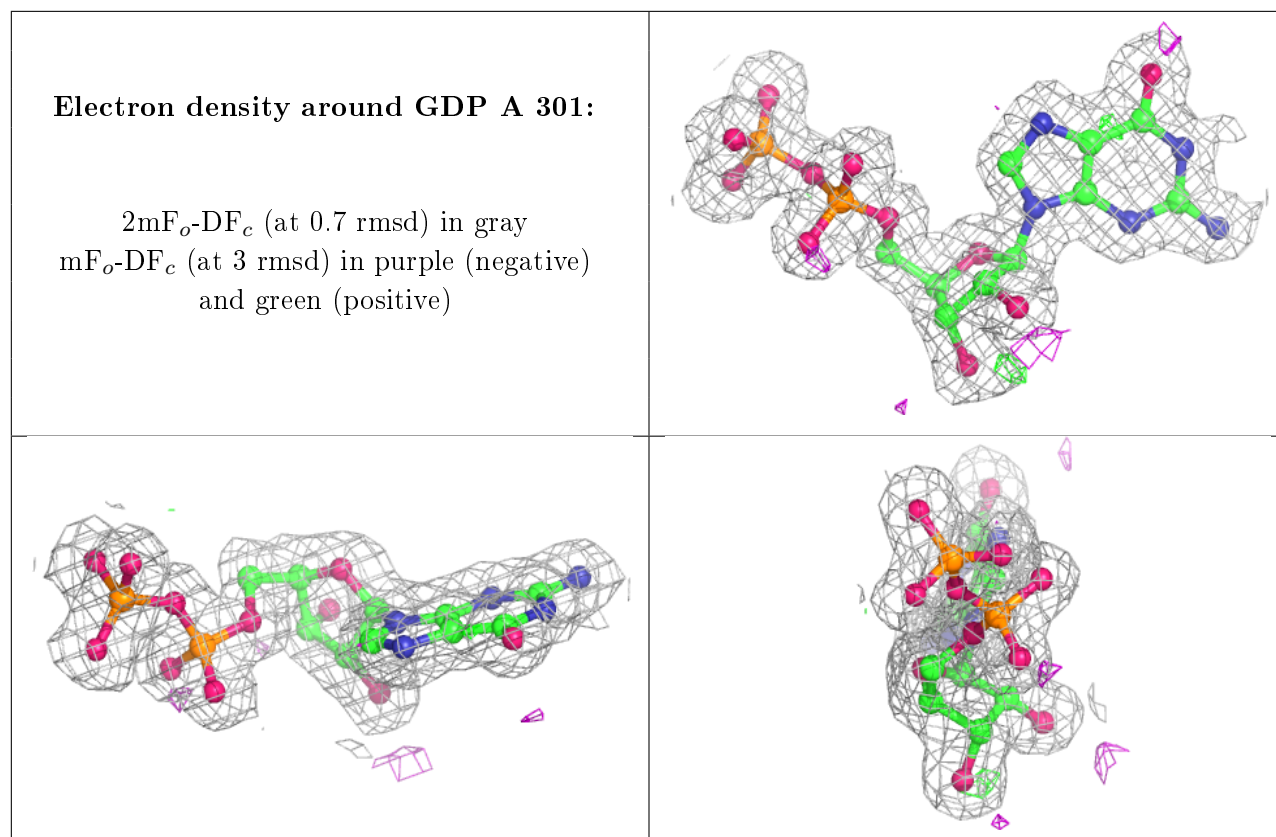 Electron density around GDP A 301:
2mFₒ-DF𝒸 (at 0.7 rmsd) in gray
mFₒ-DF𝒸 (at 3 rmsd) in purple (negative)
and green (positive)